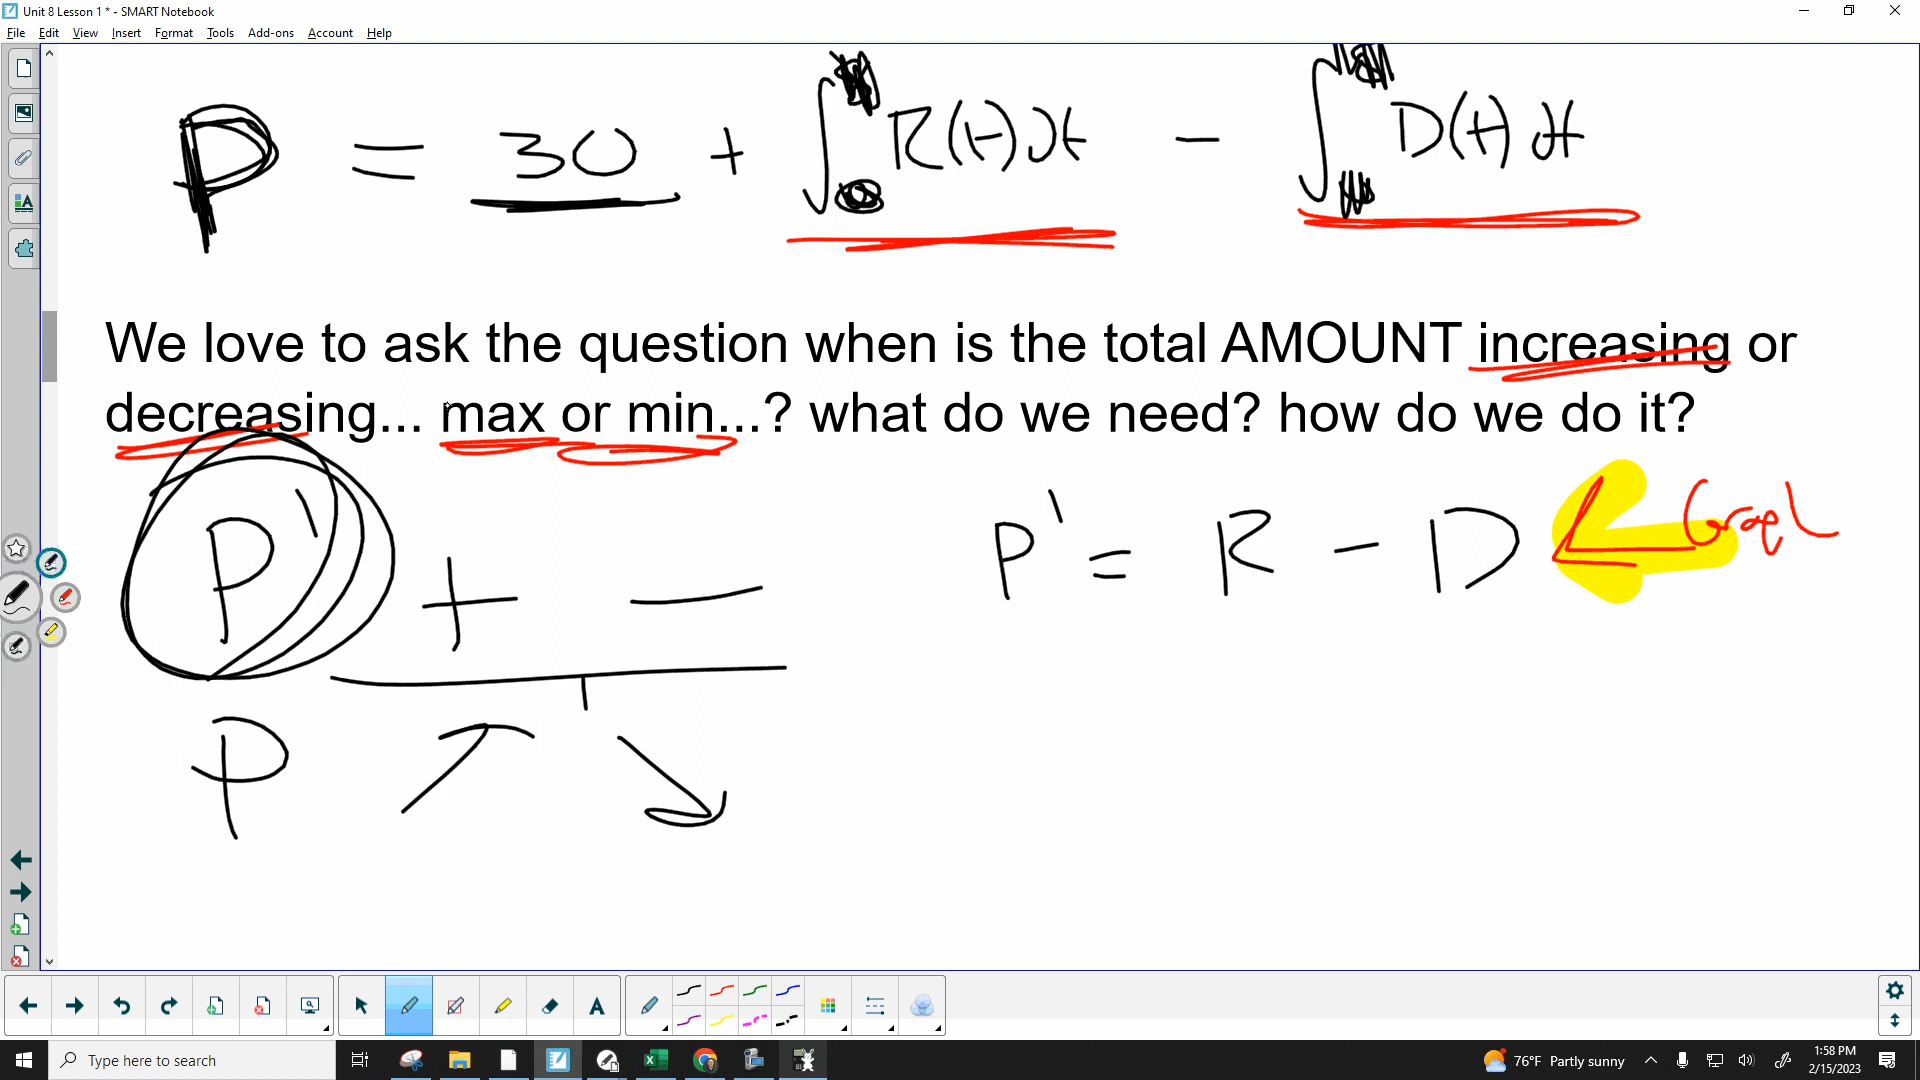 Unit 8 Lesson 1 * - SMART Notebook
File Edit View Insert Format Tools Add-ons Account Help
P = 30 + ∫ R(t) dt - ∫ D(t) dt
We love to ask the question when is the total AMOUNT increasing or
decreasing... max or min...? what do we need? how do we do it?
P' + -
P' = R - D Graph
P
Type here to search
76°F Partly sunny
1:58 PM
2/15/2023